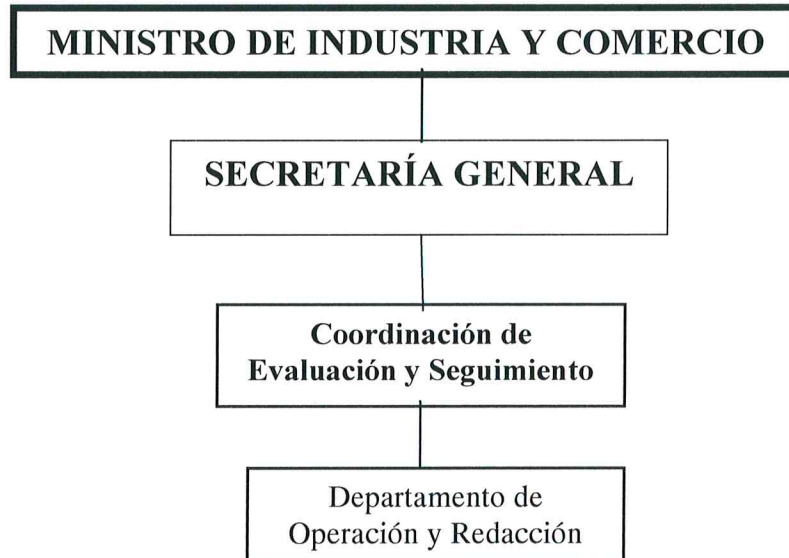 MINISTRO DE INDUSTRIA Y COMERCIO
SECRETARÍA GENERAL
Coordinación de
Evaluación y Seguimiento
Departamento de
Operación y Redacción